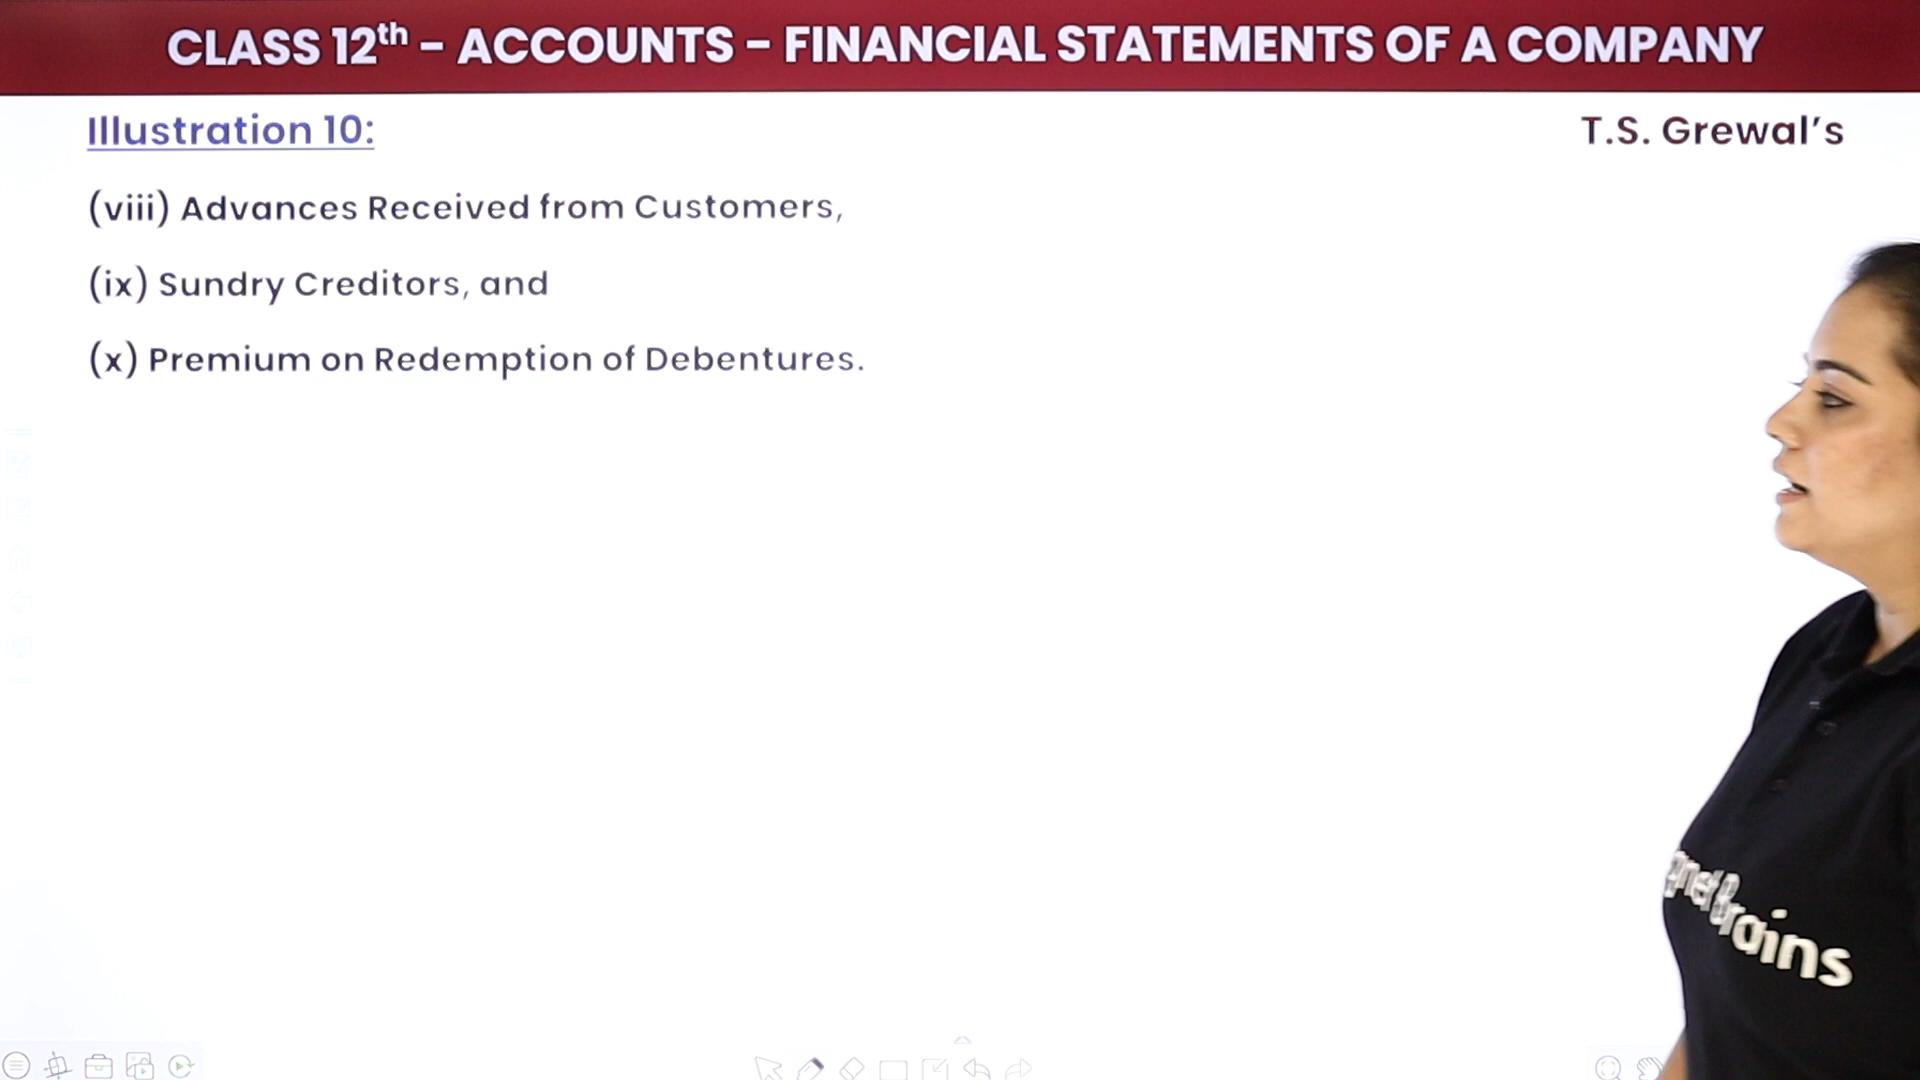 CLASS 12th – ACCOUNTS – FINANCIAL STATEMENTS OF A COMPANY
Illustration 10:
T.S. Grewal's
(viii) Advances Received from Customers,
(ix) Sundry Creditors, and
(x) Premium on Redemption of Debentures.
Brains